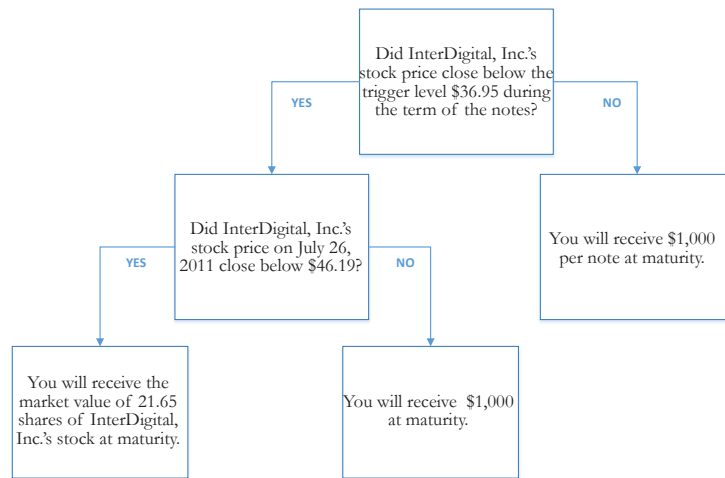 Did InterDigital, Inc.'s
stock price close below the
trigger level $36.95 during
the term of the notes?
YES
NO
Did InterDigital, Inc.'s
stock price on July 26,
2011 close below $46.19?
You will receive $1,000
per note at maturity.
YES
NO
You will receive the
market value of 21.65
shares of InterDigital,
Inc.'s stock at maturity.
You will receive $1,000
at maturity.